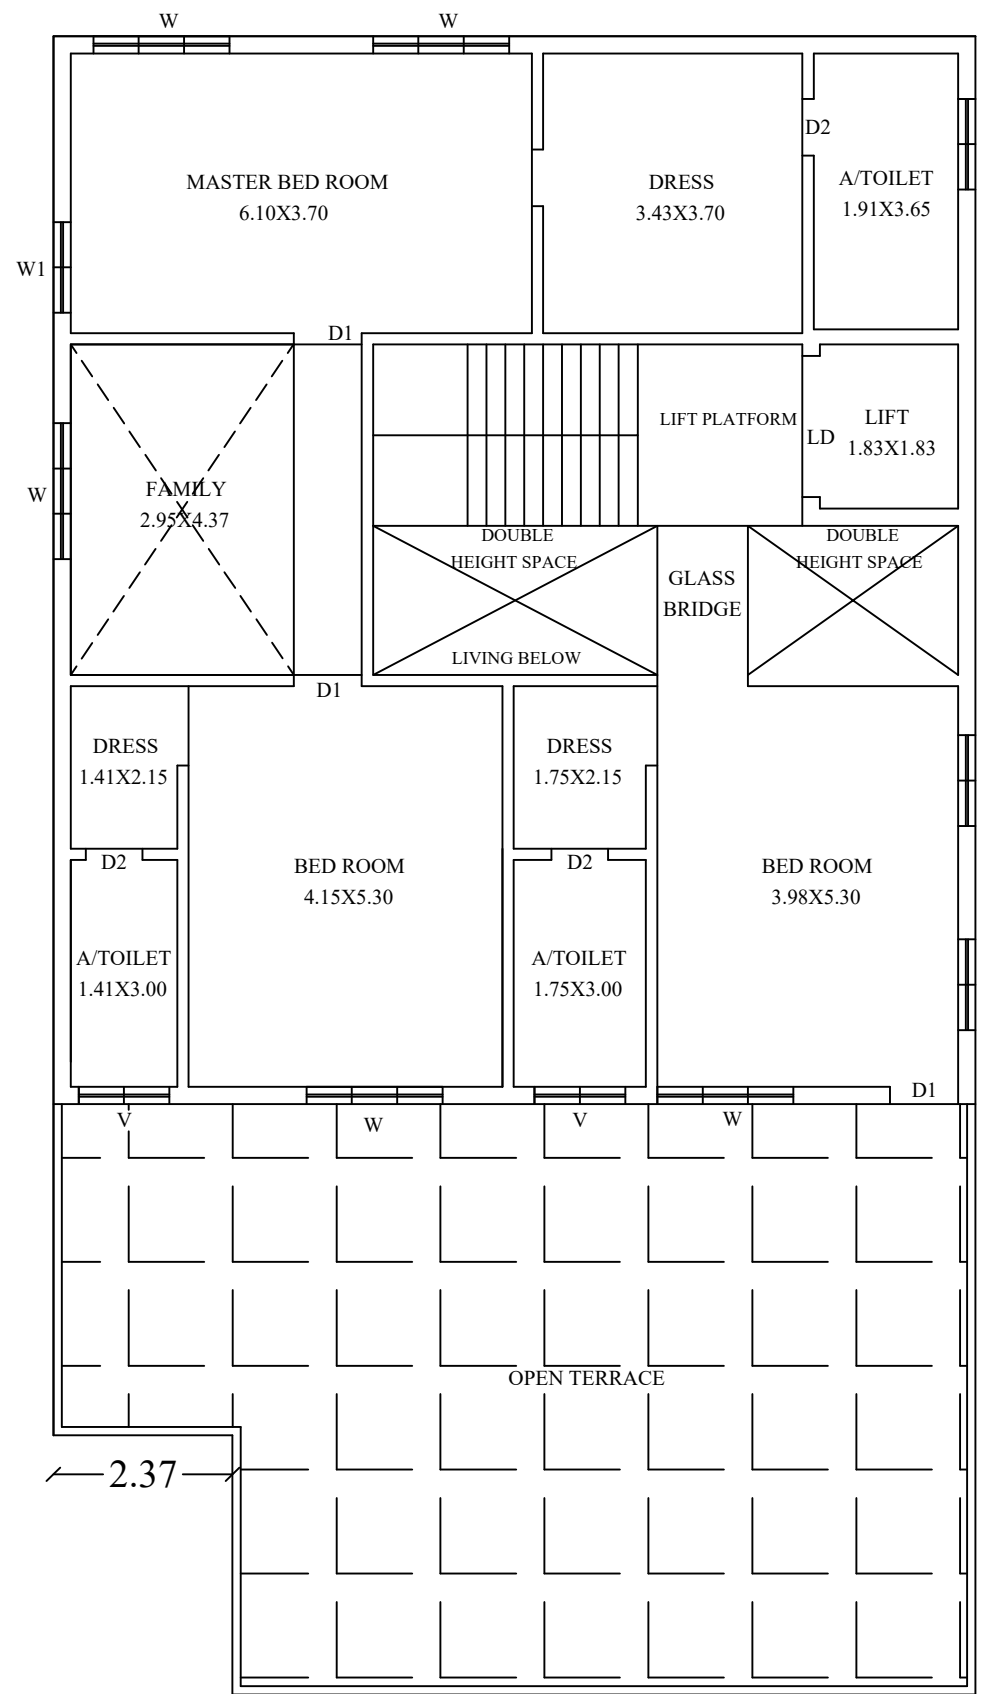 W
W
D2
MASTER BED ROOM
6.10X3.70
DRESS
3.43X3.70
A/TOILET
1.91X3.65
W1
D1
LIFT PLATFORM
LD
LIFT
1.83X1.83
W
FAMILY
2.95X4.37
DOUBLE
HEIGHT SPACE
LIVING BELOW
GLASS
BRIDGE
DOUBLE
HEIGHT SPACE
D1
DRESS
1.41X2.15
DRESS
1.75X2.15
D2
BED ROOM
4.15X5.30
D2
BED ROOM
3.98X5.30
A/TOILET
1.41X3.00
A/TOILET
1.75X3.00
D1
V
W
V
W
OPEN TERRACE
2.37